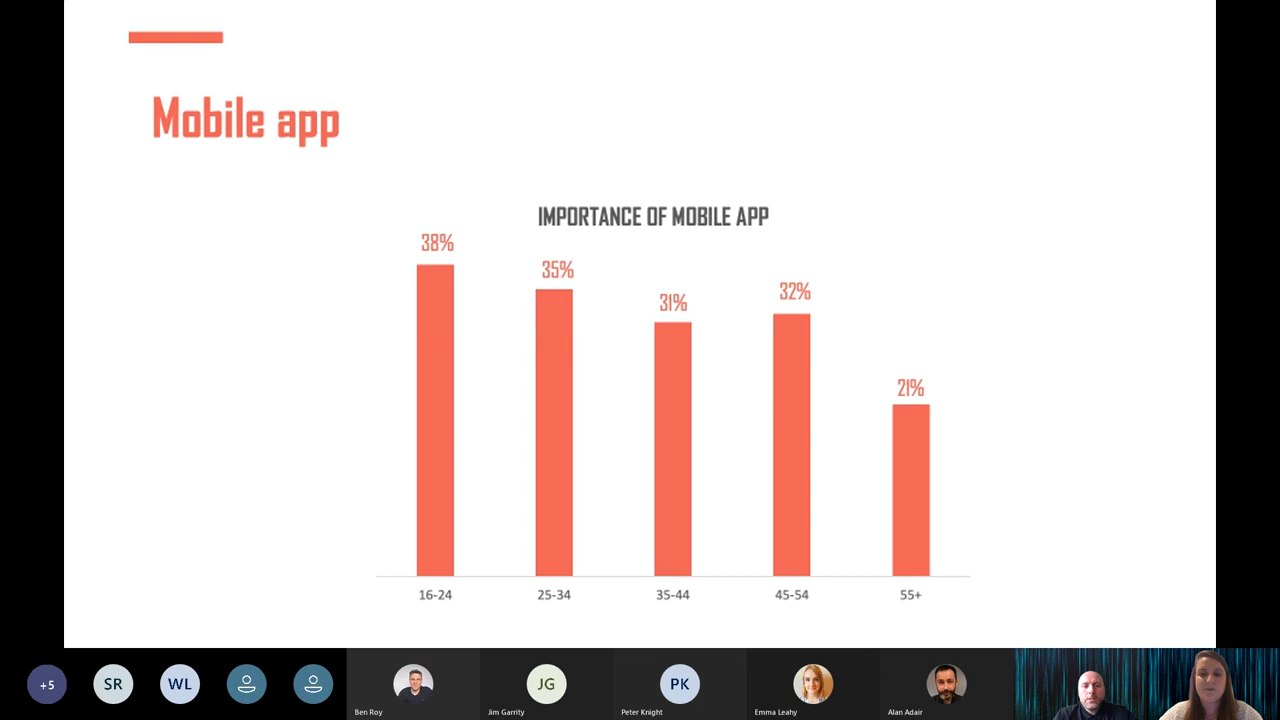 Mobile app
IMPORTANCE OF MOBILE APP
38%
35%
31%
32%
21%
16-24
25-34
35-44
45-54
55+
+5
SR
WL
JG
PK
Ben Roy
Jim Garrity
Peter Knight
Emma Leahy
Alan Adair